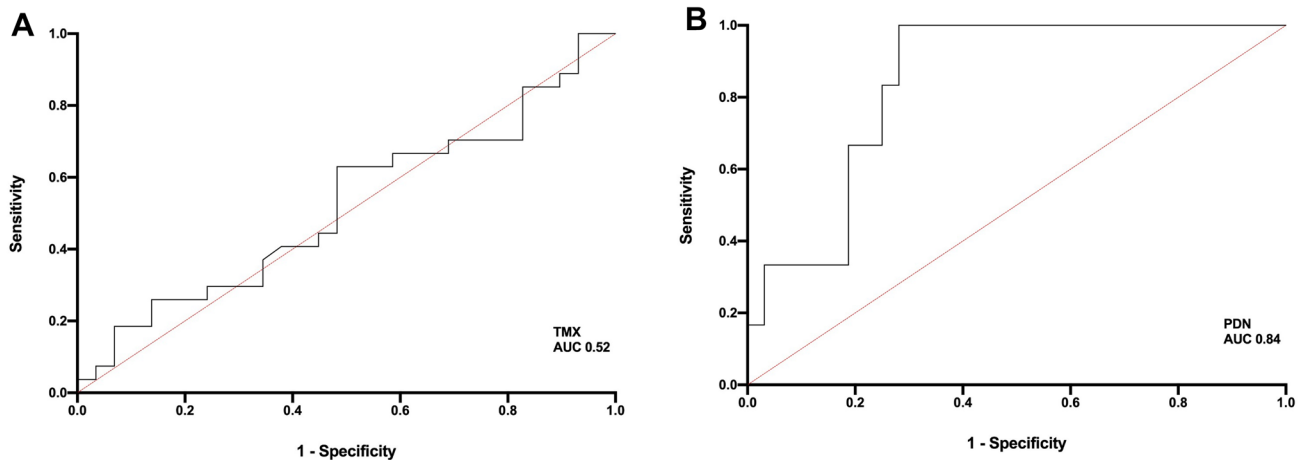 A
1.0
0.8
0.6
0.4
0.2
0.0
Sensitivity
0.0 0.2 0.4 0.6 0.8 1.0
1 - Specificity
TMX
AUC 0.52
B
1.0
0.8
0.6
0.4
0.2
0.0
Sensitivity
0.0 0.2 0.4 0.6 0.8 1.0
1 - Specificity
PDN
AUC 0.84